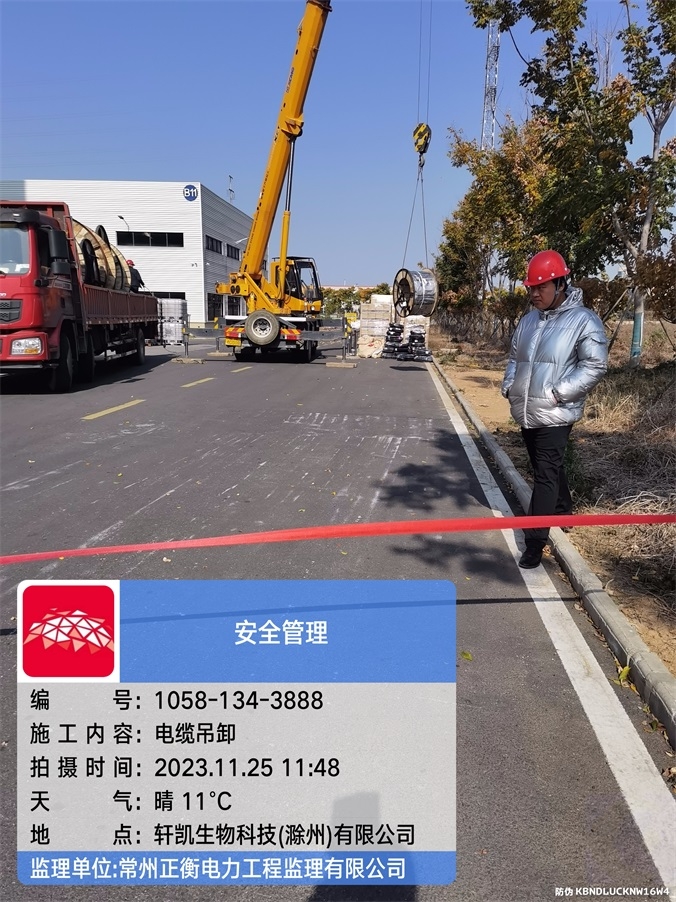 B11
安全管理
编 号: 1058-134-3888
施工内容: 电缆吊卸
拍摄时间: 2023.11.25 11:48
天 气: 晴 11℃
地 点: 轩凯生物科技(滁州)有限公司
监理单位:常州正衡电力工程监理有限公司
防伪 KBNDLUCKNW16W4